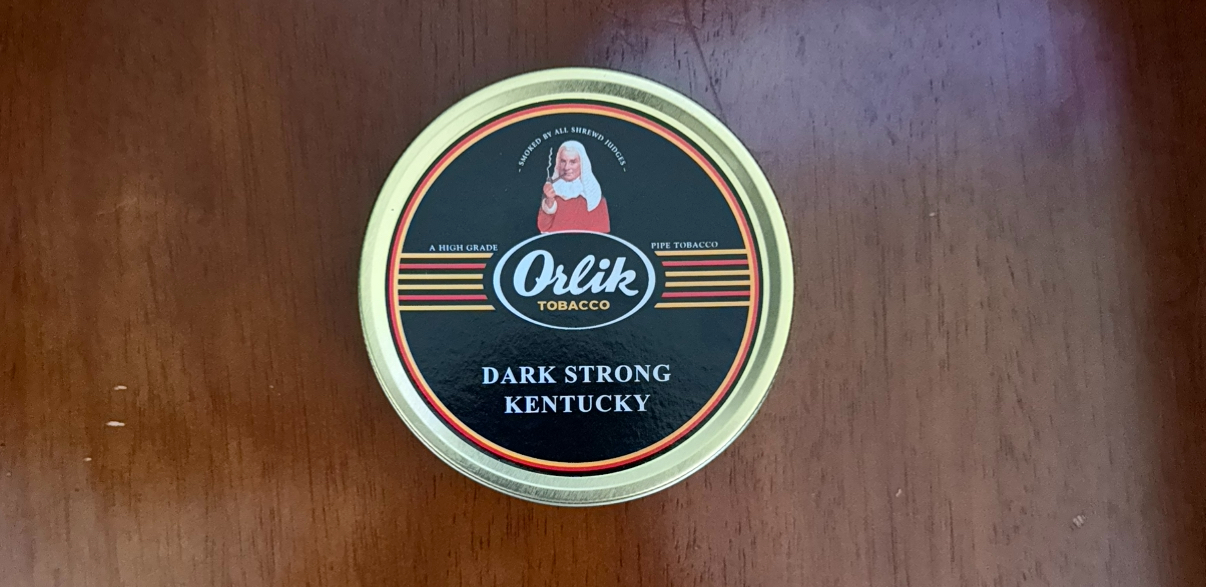 - SMOKED BY ALL SHREWD JUDGES -
A HIGH GRADE PIPE TOBACCO
Orlik
TOBACCO
DARK STRONG
KENTUCKY